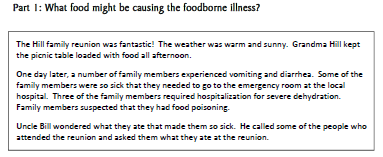 Part 1: What food might be causing the foodborne illness?
The Hill family reunion was fantastic! The weather was warm and sunny. Grandma Hill kept
the picnic table loaded with food all afternoon.
One day later, a number of family members experienced vomiting and diarrhea. Some of the
family members were so sick that they needed to go to the emergency room at the local
hospital. Three of the family members required hospitalization for severe dehydration.
Family members suspected that they had food poisoning.
Uncle Bill wondered what they ate that made them so sick. He called some of the people who
attended the reunion and asked them what they ate at the reunion.